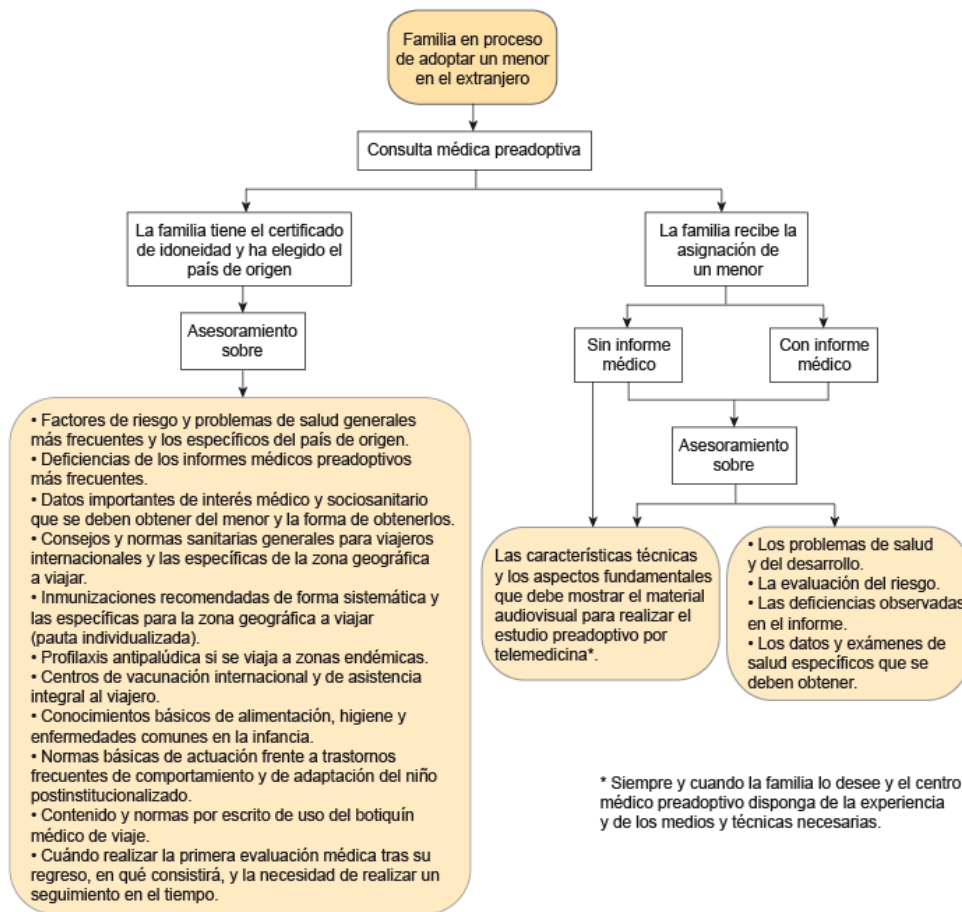 Familia en proceso
de adoptar un menor
en el extranjero
Consulta médica preadoptiva
La familia tiene el certificado
de idoneidad y ha elegido el
país de origen
La familia recibe la
asignación de
un menor
Asesoramiento
sobre
Sin informe
médico
Con informe
médico
Asesoramiento
sobre
• Factores de riesgo y problemas de salud generales
más frecuentes y los específicos del país de origen.
• Deficiencias de los informes médicos preadoptivos
más frecuentes.
• Datos importantes de interés médico y sociosanitario
que se deben obtener del menor y la forma de obtenerlos.
• Consejos y normas sanitarias generales para viajeros
internacionales y las específicas de la zona geográfica
a viajar.
• Inmunizaciones recomendadas de forma sistemática y
las específicas para la zona geográfica a viajar
(pauta individualizada).
• Profilaxis antipalúdica si se viaja a zonas endémicas.
• Centros de vacunación internacional y de asistencia
integral al viajero.
• Conocimientos básicos de alimentación, higiene y
enfermedades comunes en la infancia.
• Normas básicas de actuación frente a trastornos
frecuentes de comportamiento y de adaptación del niño
postinstitucionalizado.
• Contenido y normas por escrito de uso del botiquín
médico de viaje.
• Cuándo realizar la primera evaluación médica tras su
regreso, en qué consistirá, y la necesidad de realizar un
seguimiento en el tiempo.
Las características técnicas
y los aspectos fundamentales
que debe mostrar el material
audiovisual para realizar el
estudio preadoptivo por
telemedicina*.
• Los problemas de salud
y del desarrollo.
• La evaluación del riesgo.
• Las deficiencias observadas
en el informe.
• Los datos y exámenes de
salud específicos que se
deben obtener.
* Siempre y cuando la familia lo desee y el centro
médico preadoptivo disponga de la experiencia
y de los medios y técnicas necesarias.